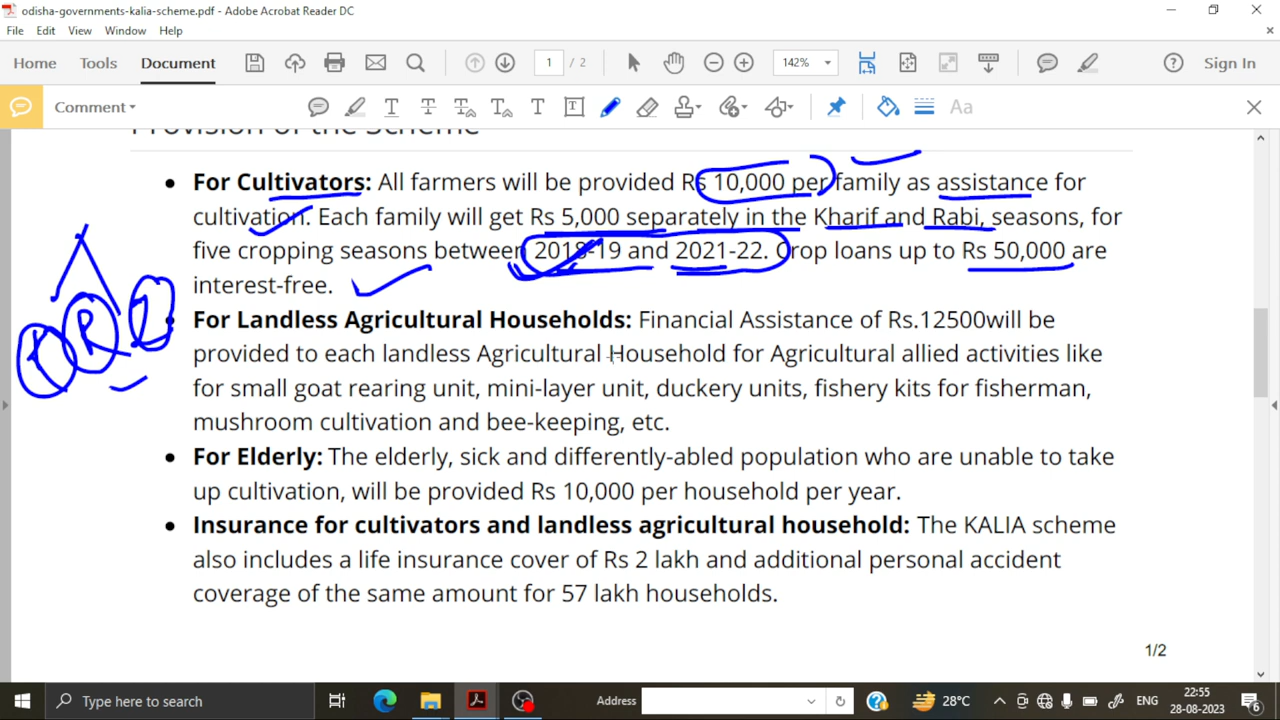 odisha-governments-kalia-scheme.pdf - Adobe Acrobat Reader DC
File Edit View Window Help
Home Tools Document 1 / 2 142% Sign In
Comment Aa
Provision of the Scheme
For Cultivators: All farmers will be provided Rs 10,000 per family as assistance for
cultivation. Each family will get Rs 5,000 separately in the Kharif and Rabi, seasons, for
five cropping seasons between 2018-19 and 2021-22. Crop loans up to Rs 50,000 are
interest-free.
R
For Landless Agricultural Households: Financial Assistance of Rs.12500will be
provided to each landless Agricultural Household for Agricultural allied activities like
for small goat rearing unit, mini-layer unit, duckery units, fishery kits for fisherman,
mushroom cultivation and bee-keeping, etc.
For Elderly: The elderly, sick and differently-abled population who are unable to take
up cultivation, will be provided Rs 10,000 per household per year.
Insurance for cultivators and landless agricultural household: The KALIA scheme
also includes a life insurance cover of Rs 2 lakh and additional personal accident
coverage of the same amount for 57 lakh households.
1/2
Type here to search Address 28°C ENG 22:55
28-08-2023 6